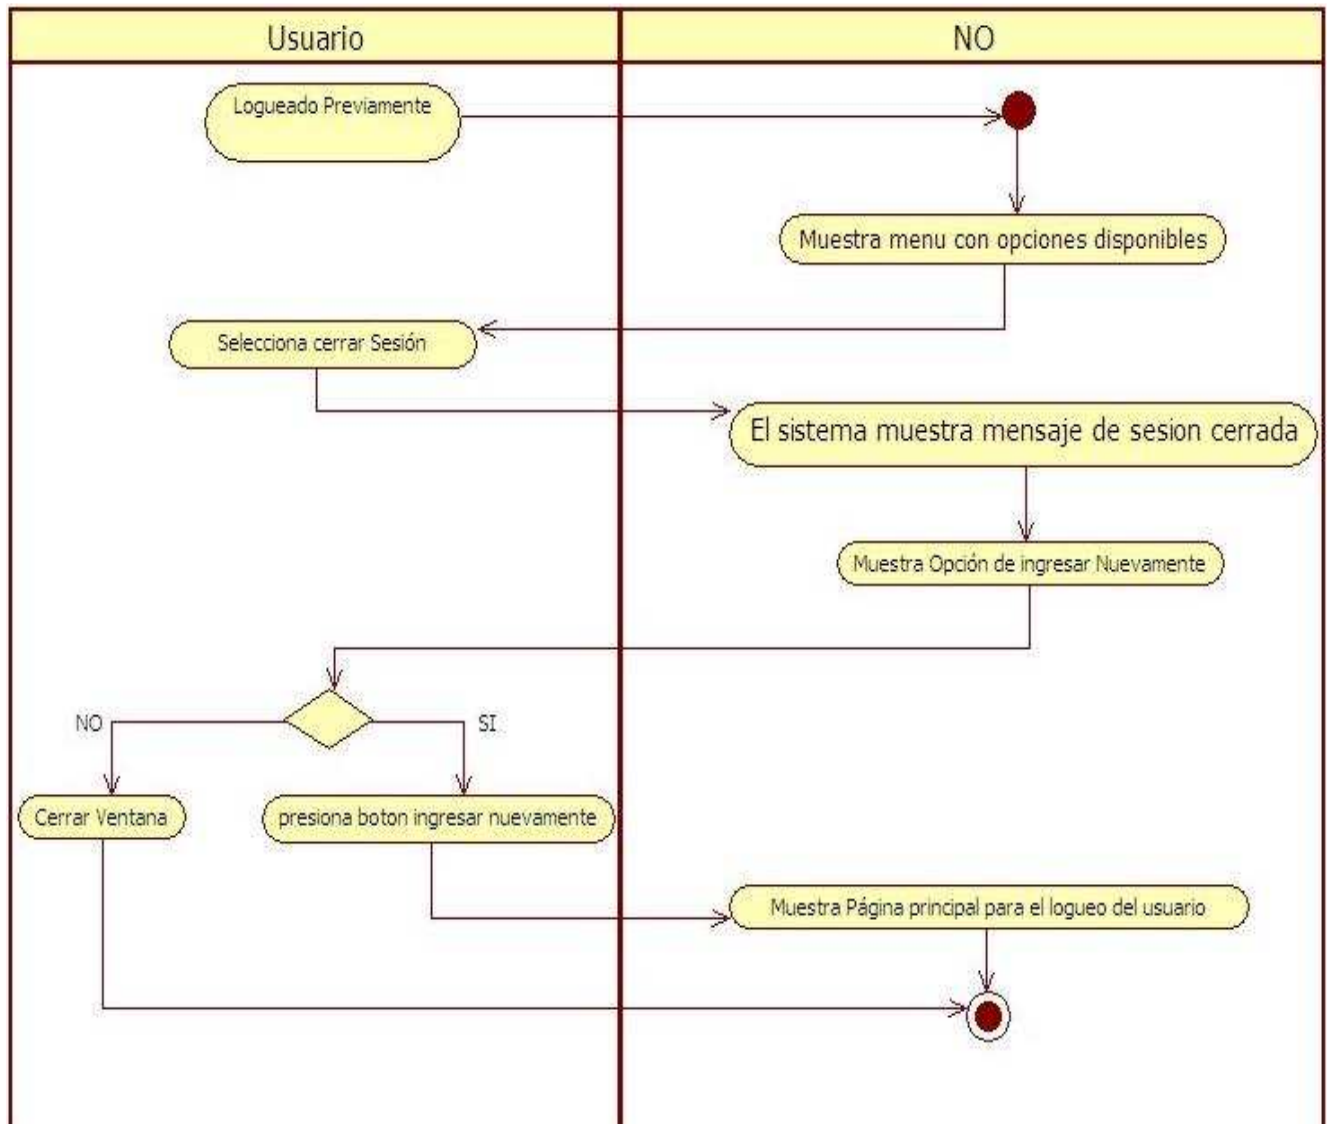 Usuario
NO
Logueado Previamente
Muestra menu con opciones disponibles
Selecciona cerrar Sesión
El sistema muestra mensaje de sesion cerrada
Muestra Opción de ingresar Nuevamente
NO
SI
Cerrar Ventana
presiona boton ingresar nuevamente
Muestra Página principal para el logueo del usuario